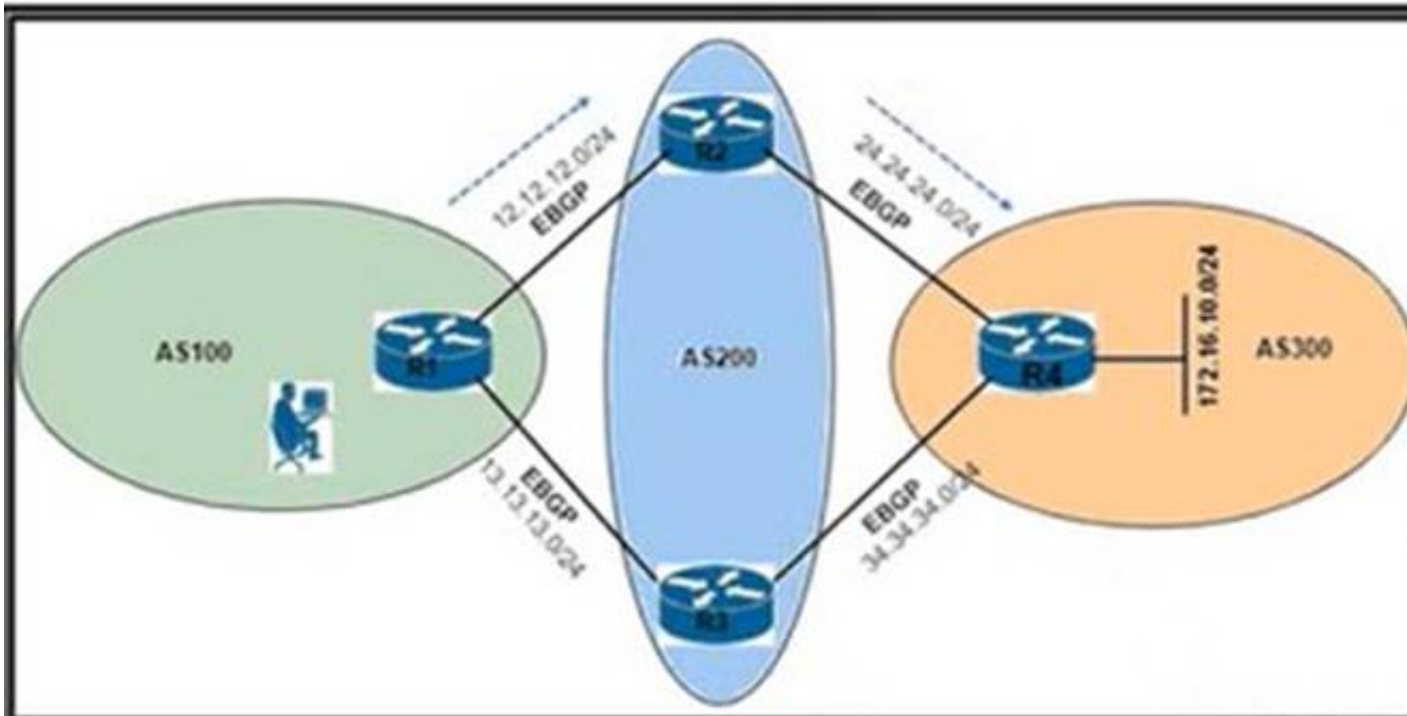 R2
12.12.12.0/24
EBGP
24.24.24.0/24
EBGP
AS100
R1
AS200
R4
172.16.10.0/24
AS300
EBGP
13.13.13.0/24
EBGP
34.34.34.0/24
R3